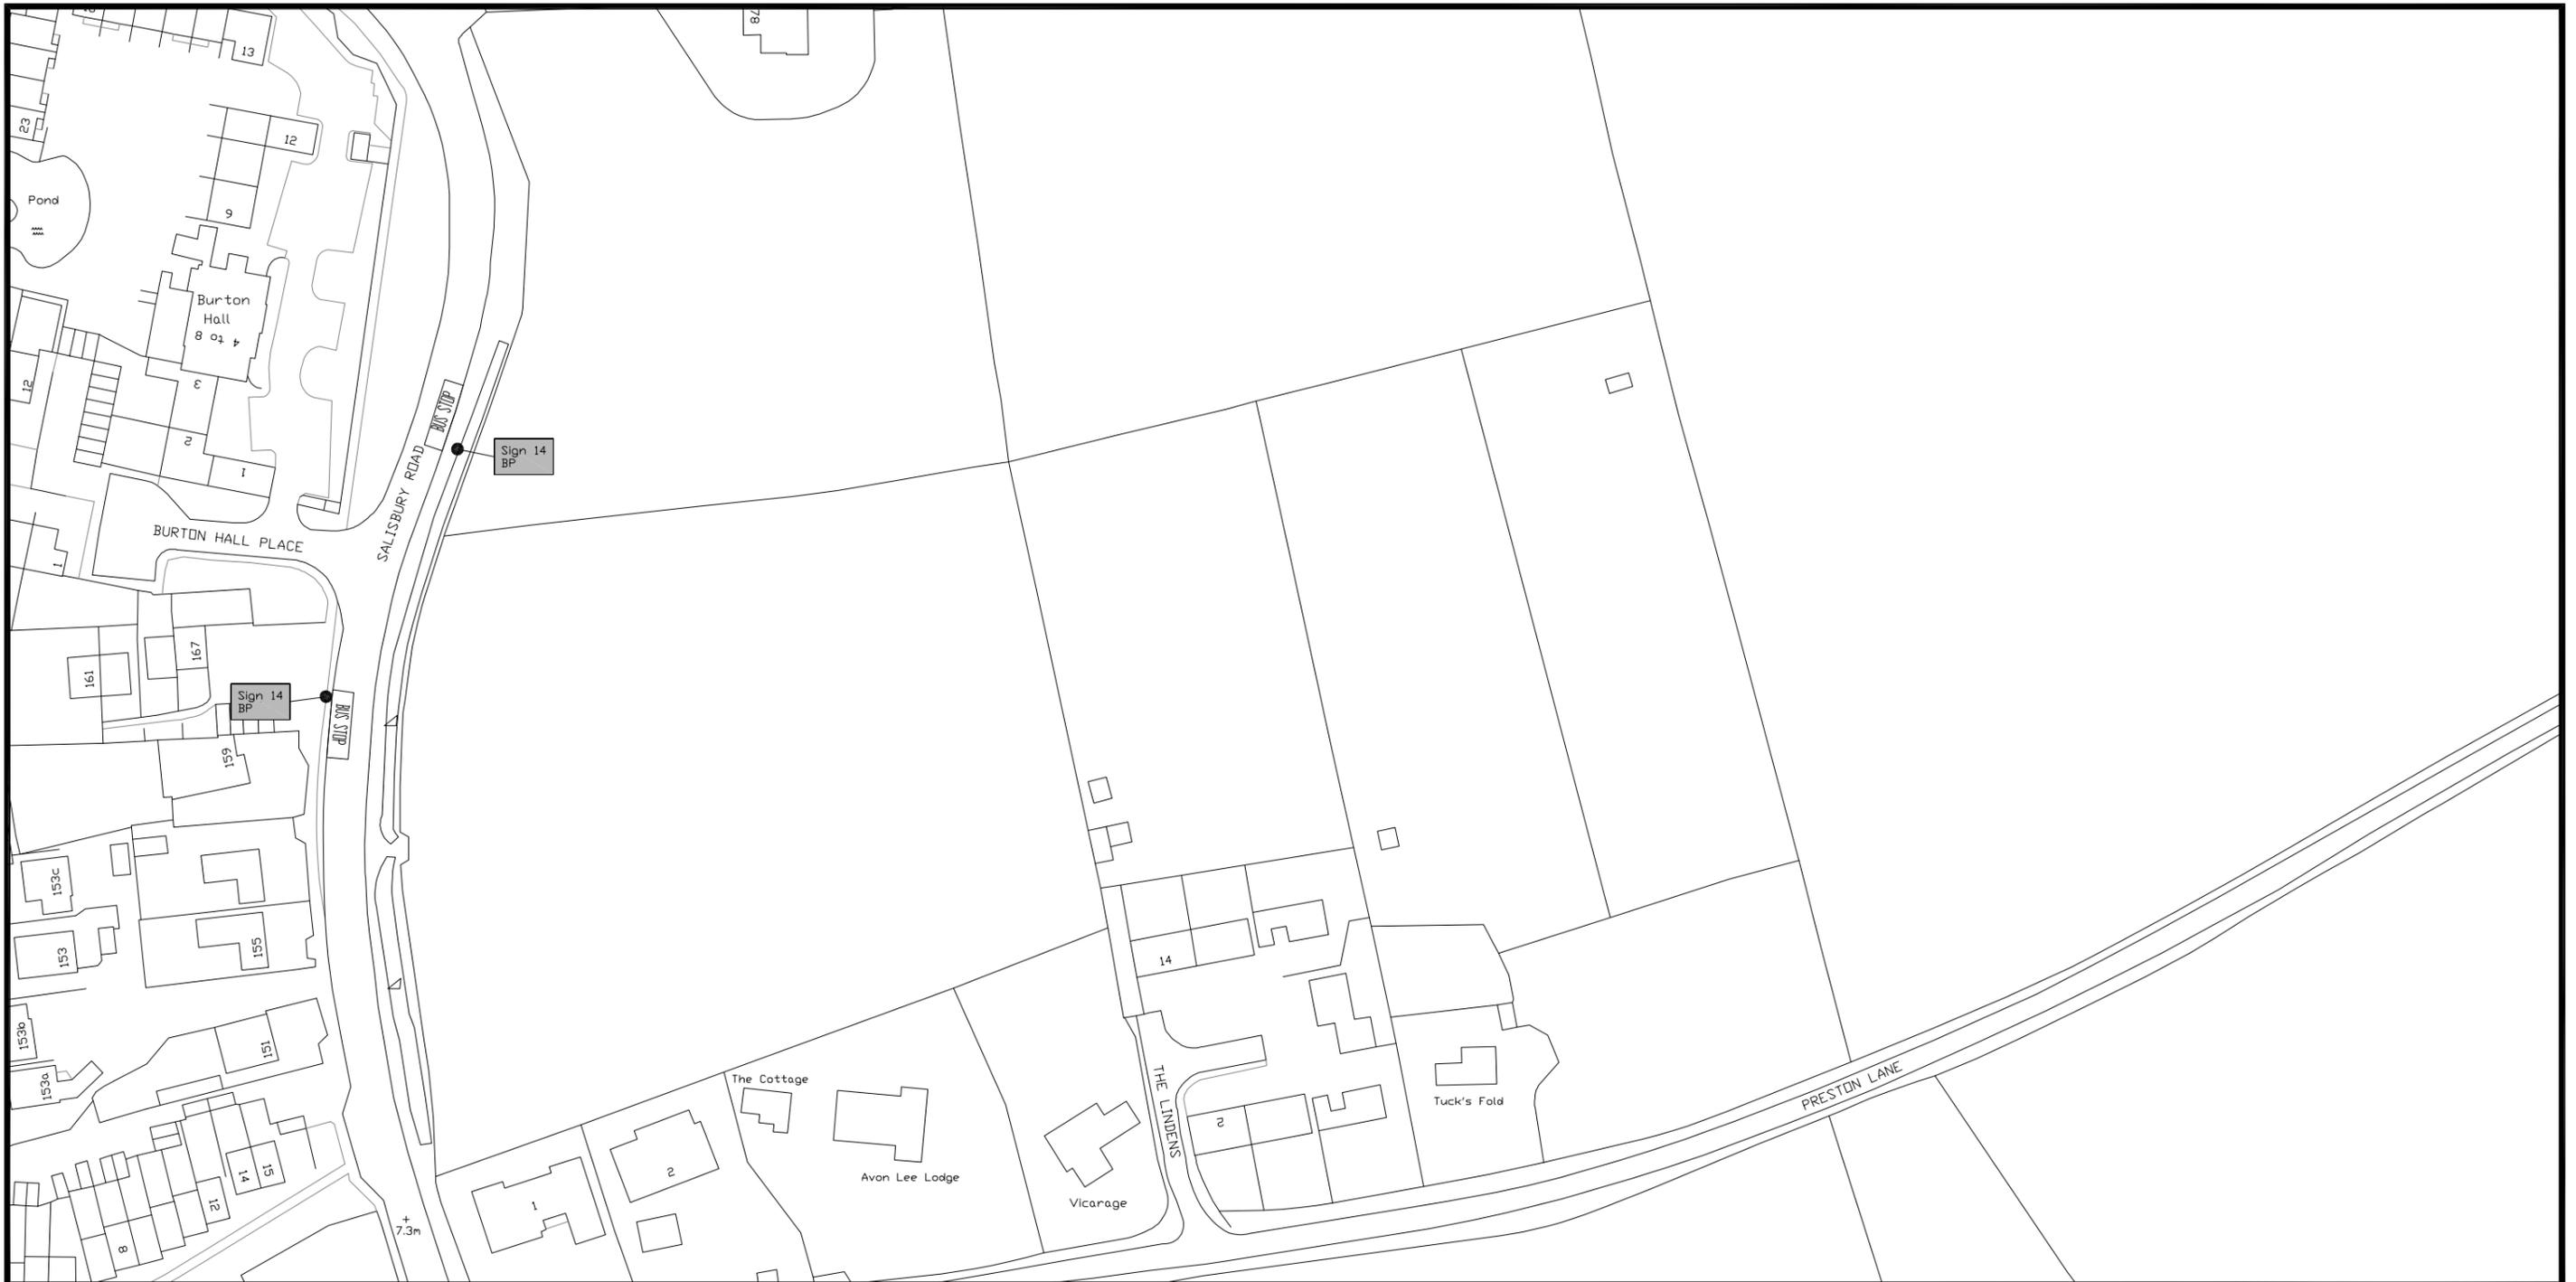 13
78
12
23
Pond
9
Burton
Hall
4 to 8
12
3
2
1
BUS STOP
Sign 14
BP
SALISBURY ROAD
BURTON HALL PLACE
1
167
161
Sign 14
BP
BUS STOP
159
153c
155
153
14
153b
151
153a
The Cottage
THE LINDENS
PRESTON LANE
Tuck's Fold
2
2
Avon Lee Lodge
Vicarage
14
15
12
1
7.3m
8